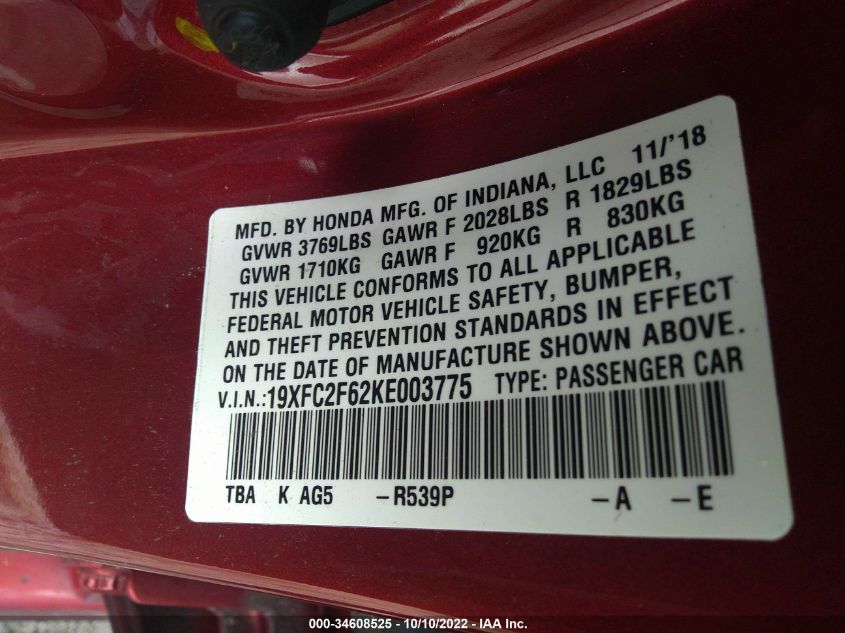 MFD. BY HONDA MFG. OF INDIANA, LLC 11/'18
GVWR 3769LBS GAWR F 2028LBS R 1829LBS
GVWR 1710KG GAWR F 920KG R 830KG
THIS VEHICLE CONFORMS TO ALL APPLICABLE
FEDERAL MOTOR VEHICLE SAFETY, BUMPER,
AND THEFT PREVENTION STANDARDS IN EFFECT
ON THE DATE OF MANUFACTURE SHOWN ABOVE.
V.I.N.:19XFC2F62KE003775 TYPE: PASSENGER CAR
TBA K AG5 -R539P -A -E
000-34608525 - 10/10/2022 - IAA Inc.